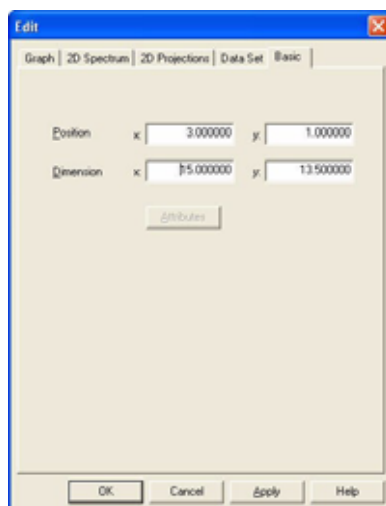 Edit
Graph 2D Spectrum 2D Projections Data Set Basic
Position x: 3.000000 y: 1.000000
Dimension x: 15.000000 y: 13.500000
Attributes
OK Cancel Apply Help